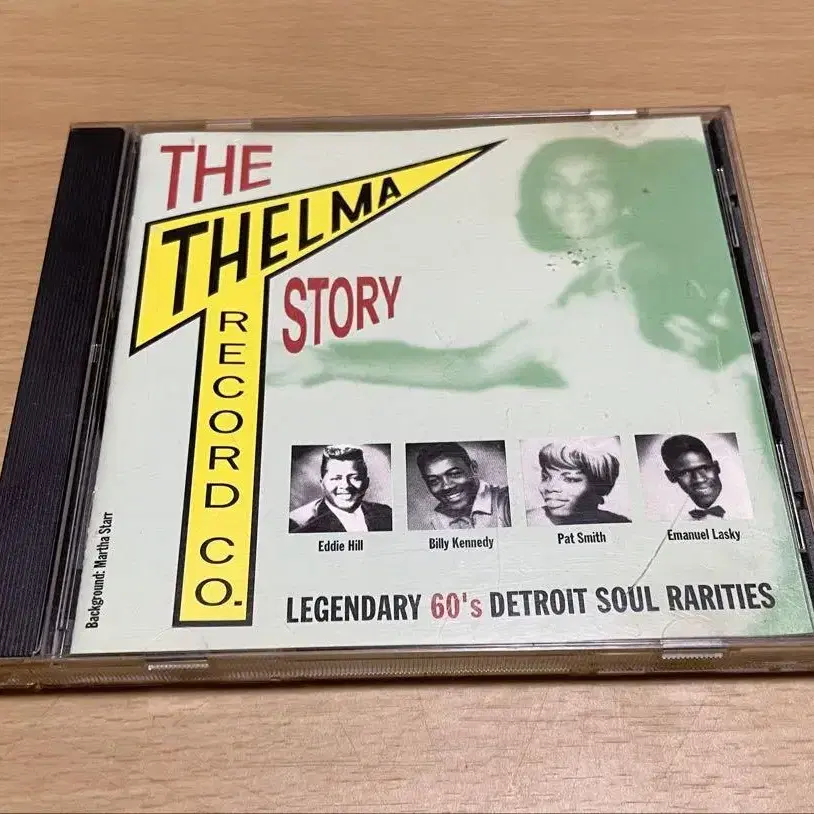 THE
THELMA
RECORD CO.
STORY
Eddie Hill
Billy Kennedy
Pat Smith
Emanuel Lasky
LEGENDARY 60's DETROIT SOUL RARITIES
Background: Martha Starr